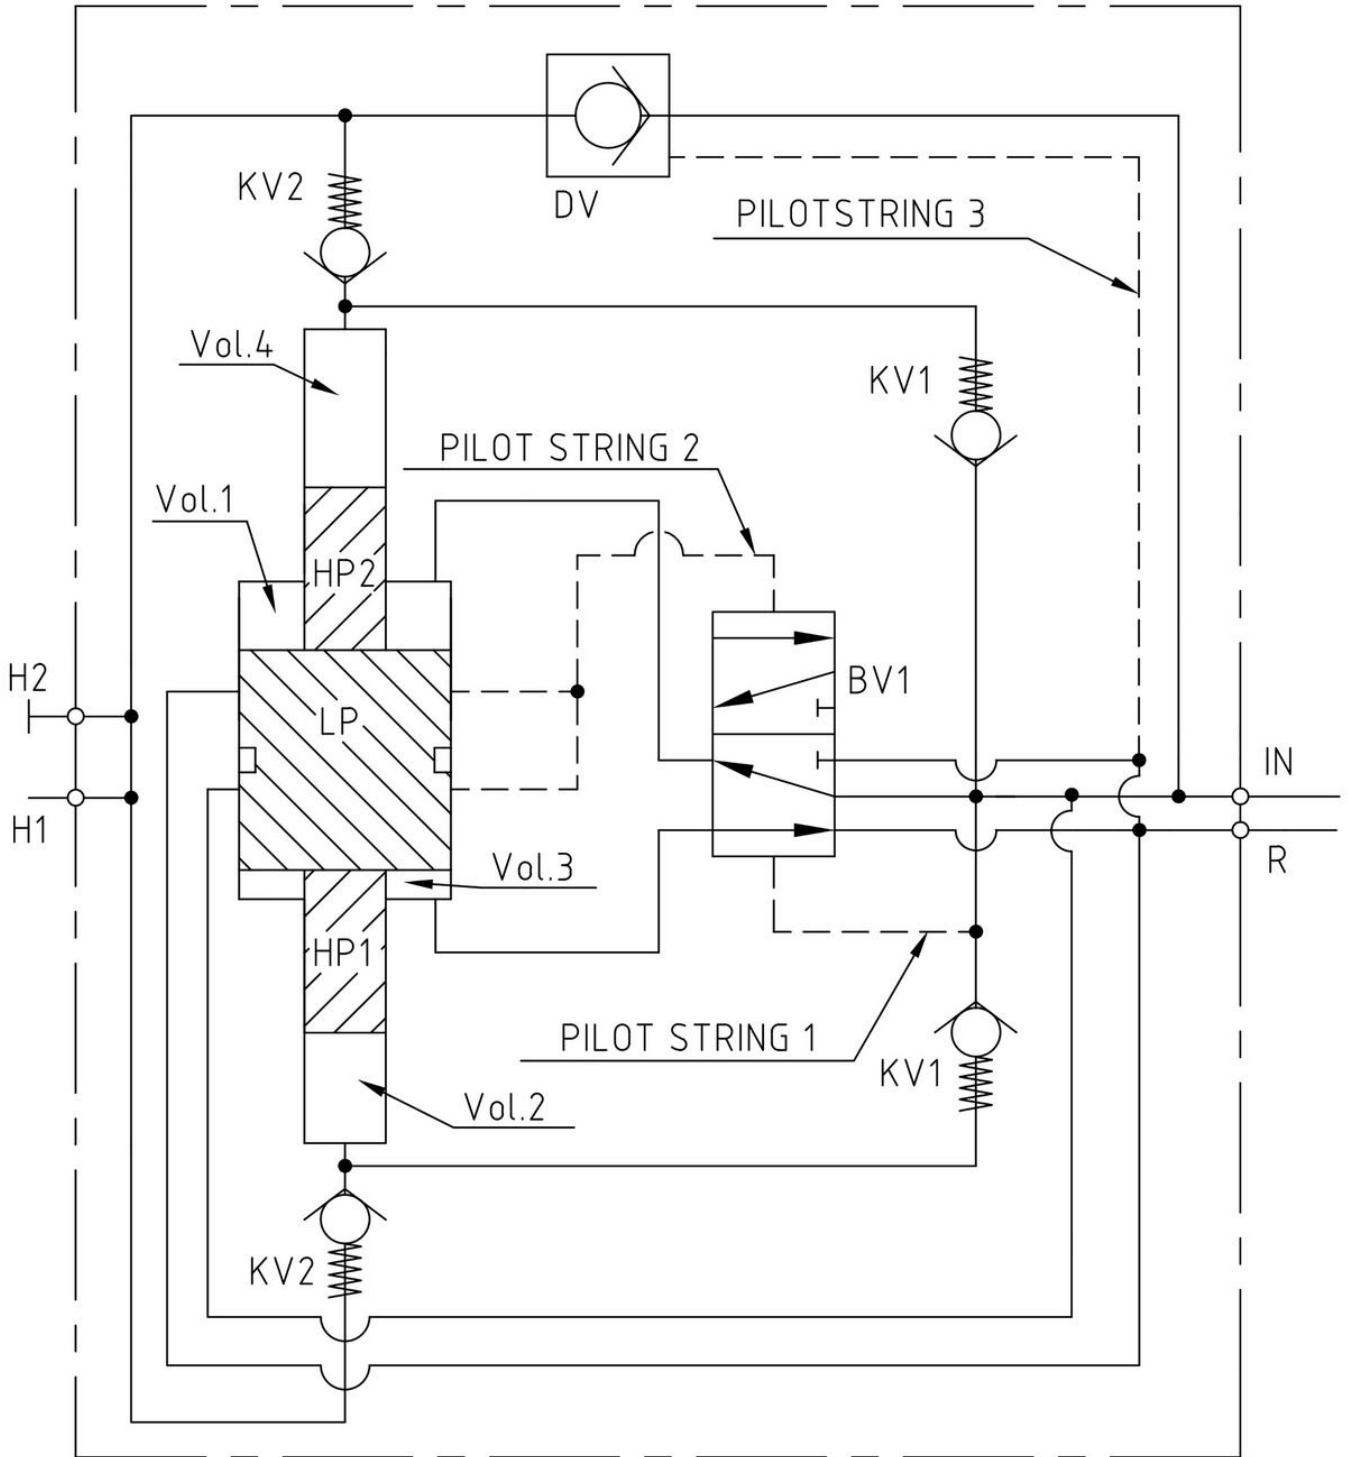 KV2
DV
PILOTSTRING 3
Vol.4
KV1
PILOT STRING 2
Vol.1
HP2
H2
LP
BV1
IN
H1
R
Vol.3
HP1
PILOT STRING 1
KV1
Vol.2
KV2